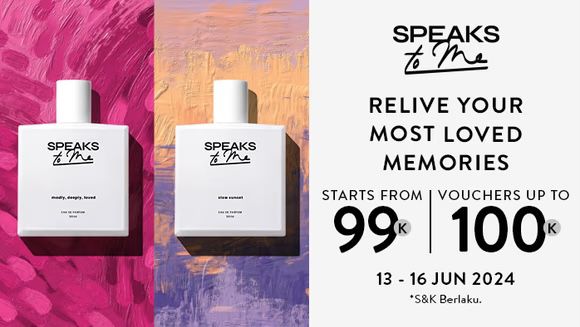 SPEAKS
to Me
madly, deeply, loved
EAU DE PARFUM
SPEAKS
to Me
slow sunset
EAU DE PARFUM
SPEAKS
to Me
RELIVE YOUR
MOST LOVED
MEMORIES
STARTS FROM
99K
VOUCHERS UP TO
100K
13 - 16 JUN 2024
*S&K Berlaku.